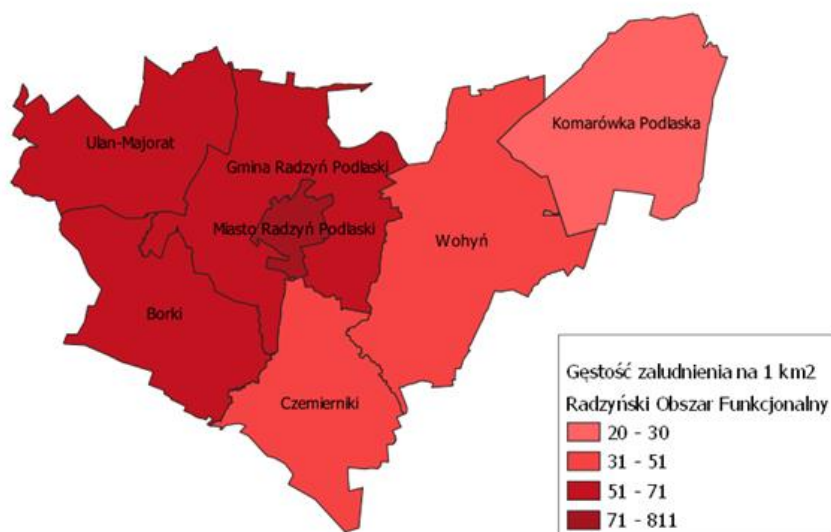 Komarówka Podlaska
Ulan-Majorat
Gmina Radzyń Podlaski
Miasto Radzyń Podlaski
Wohyń
Borki
Czemierniki
Gęstość zaludnienia na 1 km2
Radzyński Obszar Funkcjonalny
20 - 30
31 - 51
51 - 71
71 - 811